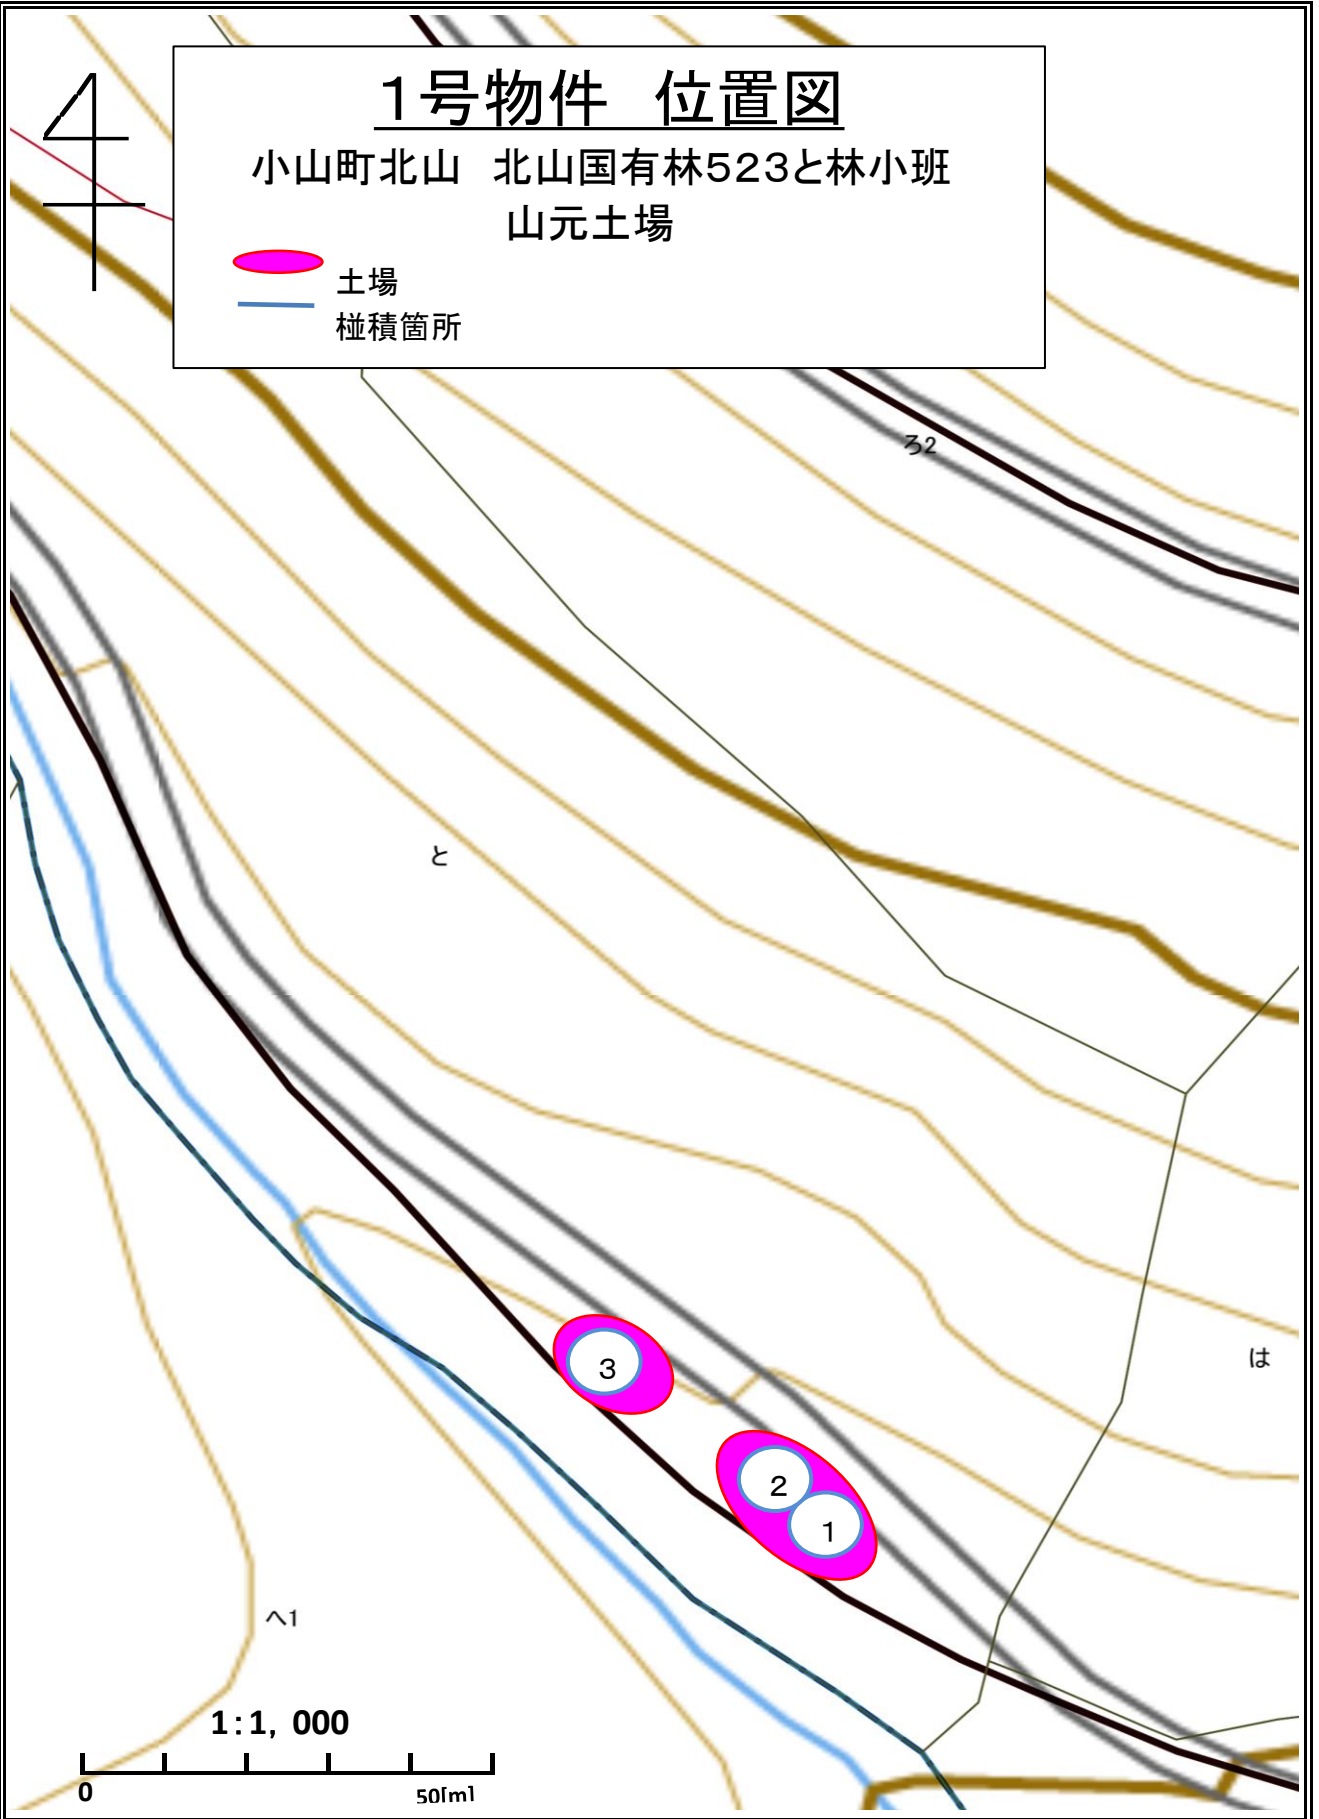 1号物件　位置図
小山町北山　北山国有林523と林小班
山元土場
土場
椪積箇所
ろ2
と
は
3
2
1
へ1
1:1, 000
0 50[m]